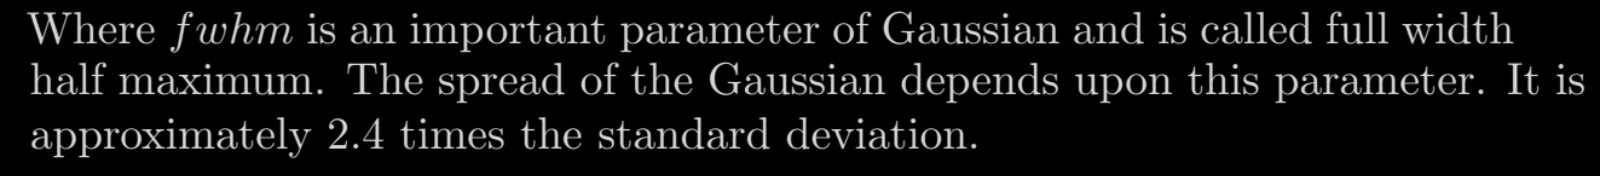 Where fwhm is an important parameter of Gaussian and is called full width
half maximum. The spread of the Gaussian depends upon this parameter. It is
approximately 2.4 times the standard deviation.